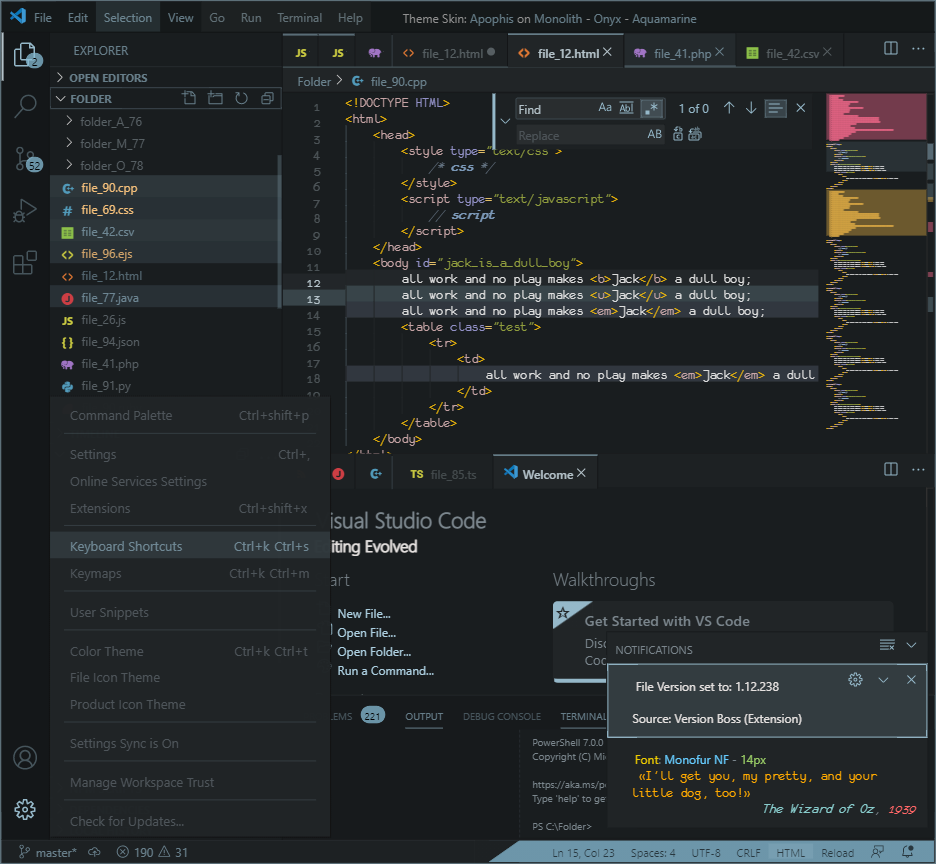 File Edit Selection View Go Run Terminal Help Theme Skin: Apophis on Monolith - Onyx - Aquamarine
EXPLORER
OPEN EDITORS
FOLDER
folder_A_76
folder_M_77
folder_O_78
file_90.cpp
file_69.css
file_42.csv
file_96.ejs
file_12.html
file_77.java
JS file_26.js
file_94.json
file_41.php
file_91.py
2
52
JS JS file_12.html file_12.html file_41.php file_42.csv
Folder file_90.cpp
Find Aa Abl .* 1 of 0
Replace AB
1 <!DOCTYPE HTML>
2 <html>
3 <head>
4 <style type="text/css">
5 /* css */
6 </style>
7 <script type="text/javascript">
8 // script
9 </script>
10 </head>
11 <body id="jack_is_a_dull_boy">
12 all work and no play makes <b>Jack</b> a dull boy;
13 all work and no play makes <u>Jack</u> a dull boy;
14 all work and no play makes <em>Jack</em> a dull boy;
15 <table class="test">
16 <tr>
17 <td>
18 all work and no play makes <em>Jack</em> a dull
19 </td>
</tr>
</table>
</body>
</html>
Command Palette Ctrl+shift+p
Settings Ctrl+,
Online Services Settings
Extensions Ctrl+shift+x
Keyboard Shortcuts Ctrl+k Ctrl+s
Keymaps Ctrl+k Ctrl+m
User Snippets
Color Theme Ctrl+k Ctrl+t
File Icon Theme
Product Icon Theme
Settings Sync is On
Manage Workspace Trust
Check for Updates...
J C+ TS file_85.ts Welcome
isual Studio Code
iting Evolved
art
New File...
Open File...
Open Folder...
Run a Command...
Walkthroughs
Get Started with VS Code
Disc
Coc
LEMS 221 OUTPUT DEBUG CONSOLE TERMINAL
PowerShell 7.0.0
Copyright (C) Mi
https://aka.ms/p
Type 'help' to ge
PS C:\Folder>
NOTIFICATIONS
File Version set to: 1.12.238
Source: Version Boss (Extension)
Font: Monofur NF - 14px
«I'll get you, my pretty, and your
little dog, too!»
The Wizard of Oz, 1939
master* 190 31 Ln 15, Col 23 Spaces: 4 UTF-8 CRLF HTML Reload